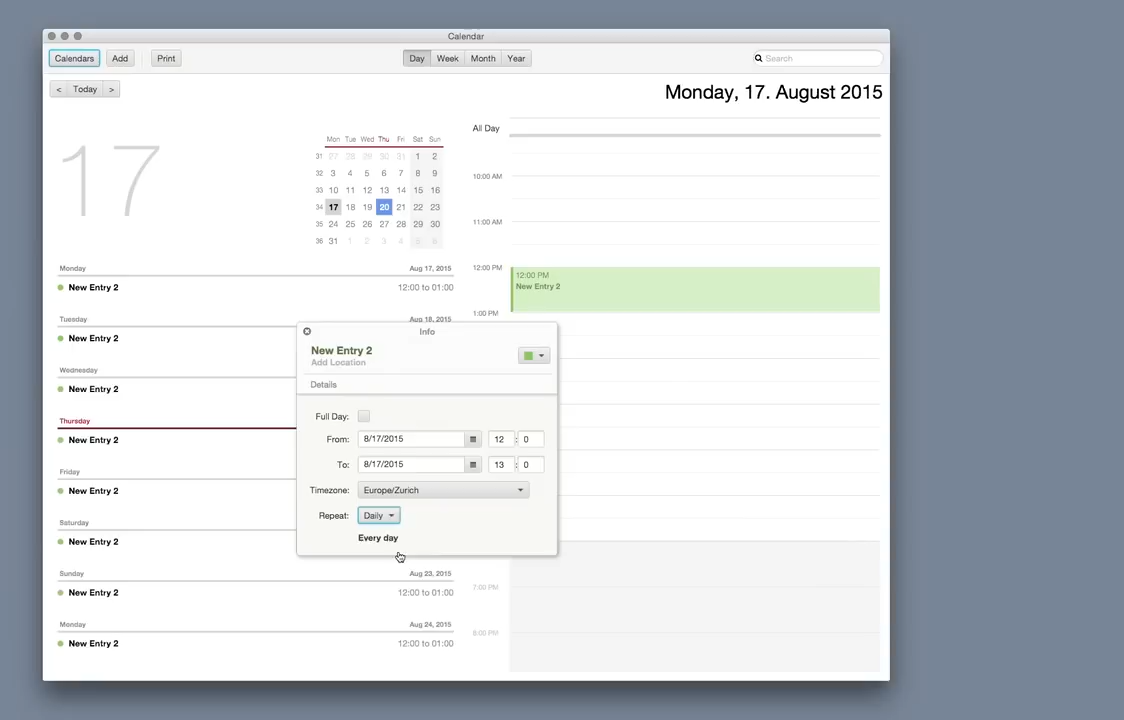 Calendar
Calendars Add Print Day Week Month Year Search
< Today >
Monday, 17. August 2015
17
Mon Tue Wed Thu Fri Sat Sun
31 27 28 29 30 31 1 2
32 3 4 5 6 7 8 9
33 10 11 12 13 14 15 16
34 17 18 19 20 21 22 23
35 24 25 26 27 28 29 30
36 31 1 2 3 4 5 6
Monday Aug 17, 2015
New Entry 2 12:00 to 01:00
Tuesday Aug 18, 2015
New Entry 2
Wednesday
New Entry 2
Thursday
New Entry 2
Friday
New Entry 2
Saturday
New Entry 2
Sunday Aug 23, 2015
New Entry 2 12:00 to 01:00
Monday Aug 24, 2015
New Entry 2 12:00 to 01:00
Info
New Entry 2
Add Location
Details
Full Day:
From: 8/17/2015 12 : 0
To: 8/17/2015 13 : 0
Timezone: Europe/Zurich
Repeat: Daily
Every day
All Day
10:00 AM
11:00 AM
12:00 PM
12:00 PM
New Entry 2
1:00 PM
7:00 PM
8:00 PM